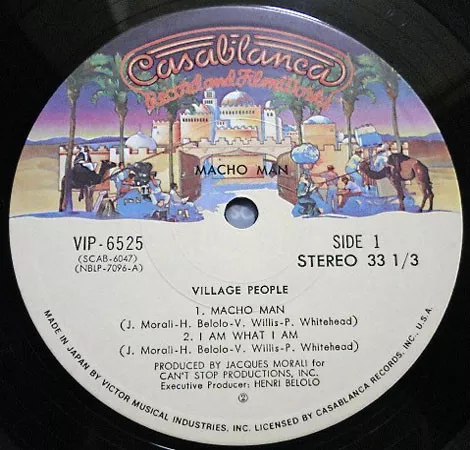 Casablanca
Record and FilmWorks
MACHO MAN
VIP-6525
(SCAB-6047)
(NBLP-7096-A)
SIDE 1
STEREO 33 1/3
VILLAGE PEOPLE
1. MACHO MAN
(J. Morali-H. Belolo-V. Willis-P. Whitehead)
2. I AM WHAT I AM
(J. Morali-H. Belolo-V. Willis-P. Whitehead)
PRODUCED BY JACQUES MORALI for
CAN'T STOP PRODUCTIONS, INC.
Executive Producer: HENRI BELOLO
MADE IN JAPAN BY VICTOR MUSICAL INDUSTRIES, INC. LICENSED BY CASABLANCA RECORDS, INC., U.S.A.